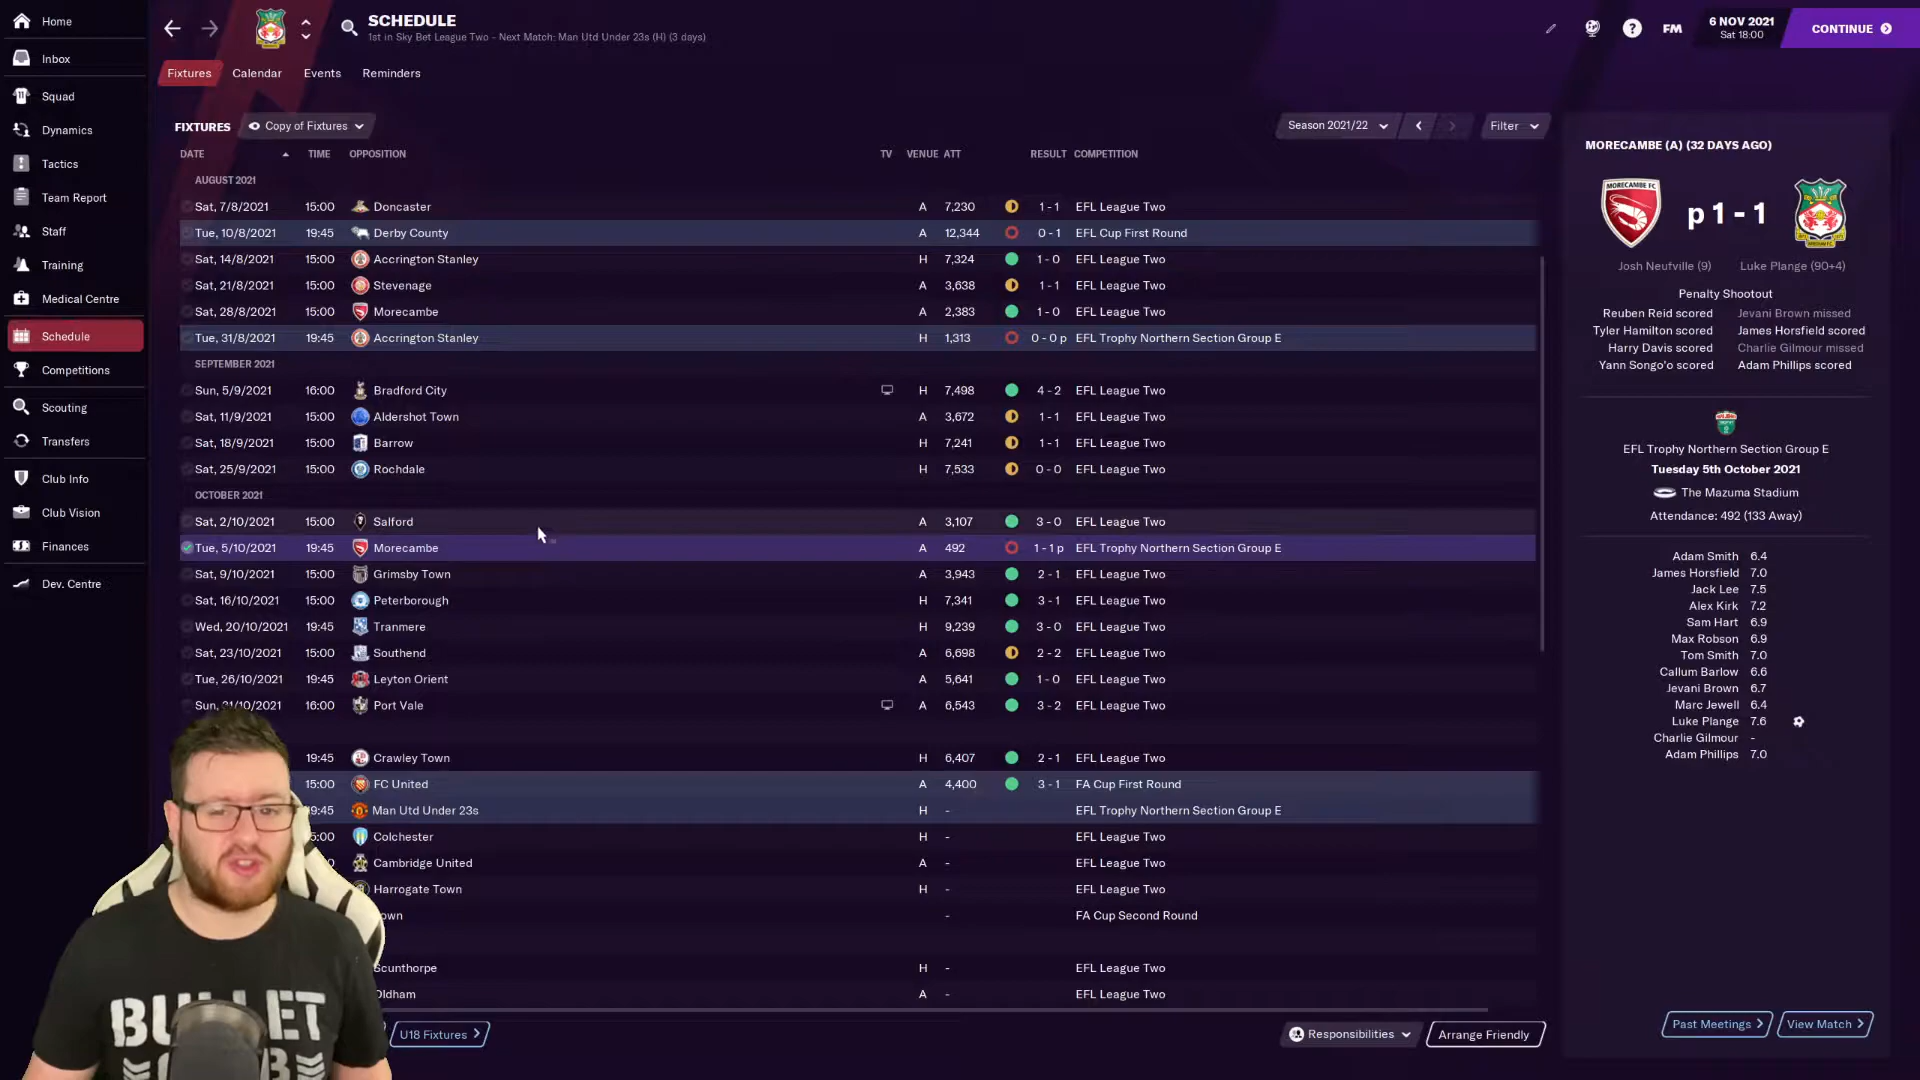 Home
Inbox
Squad
Dynamics
Tactics
Team Report
Staff
Training
Medical Centre
Schedule
Competitions
Scouting
Transfers
Club Info
Club Vision
Finances
Dev. Centre
SCHEDULE
1st in Sky Bet League Two - Next Match: Man Utd Under 23s (H) (3 days)
FM
6 NOV 2021
Sat 18:00
CONTINUE
Fixtures Calendar Events Reminders
FIXTURES Copy of Fixtures Season 2021/22 Filter
DATE TIME OPPOSITION TV VENUE ATT RESULT COMPETITION
AUGUST 2021
Sat, 7/8/2021 15:00 Doncaster A 7,230 1 - 1 EFL League Two
Tue, 10/8/2021 19:45 Derby County A 12,344 0 - 1 EFL Cup First Round
Sat, 14/8/2021 15:00 Accrington Stanley H 7,324 1 - 0 EFL League Two
Sat, 21/8/2021 15:00 Stevenage A 3,638 1 - 1 EFL League Two
Sat, 28/8/2021 15:00 Morecambe A 2,383 1 - 0 EFL League Two
Tue, 31/8/2021 19:45 Accrington Stanley H 1,313 0 - 0 p EFL Trophy Northern Section Group E
SEPTEMBER 2021
Sun, 5/9/2021 16:00 Bradford City H 7,498 4 - 2 EFL League Two
Sat, 11/9/2021 15:00 Aldershot Town A 3,672 1 - 1 EFL League Two
Sat, 18/9/2021 15:00 Barrow H 7,241 1 - 1 EFL League Two
Sat, 25/9/2021 15:00 Rochdale H 7,533 0 - 0 EFL League Two
OCTOBER 2021
Sat, 2/10/2021 15:00 Salford A 3,107 3 - 0 EFL League Two
Tue, 5/10/2021 19:45 Morecambe A 492 1 - 1 p EFL Trophy Northern Section Group E
Sat, 9/10/2021 15:00 Grimsby Town A 3,943 2 - 1 EFL League Two
Sat, 16/10/2021 15:00 Peterborough H 7,341 3 - 1 EFL League Two
Wed, 20/10/2021 19:45 Tranmere H 9,239 3 - 0 EFL League Two
Sat, 23/10/2021 15:00 Southend A 6,698 2 - 2 EFL League Two
Tue, 26/10/2021 19:45 Leyton Orient A 5,641 1 - 0 EFL League Two
Sun, 31/10/2021 16:00 Port Vale A 6,543 3 - 2 EFL League Two
19:45 Crawley Town H 6,407 2 - 1 EFL League Two
15:00 FC United A 4,400 3 - 1 FA Cup First Round
19:45 Man Utd Under 23s H - EFL Trophy Northern Section Group E
5:00 Colchester H - EFL League Two
Cambridge United A - EFL League Two
Harrogate Town H - EFL League Two
own - FA Cup Second Round
Scunthorpe H - EFL League Two
Oldham A - EFL League Two
U18 Fixtures Responsibilities Arrange Friendly
MORECAMBE (A) (32 DAYS AGO)
MORECAMBE FC
p 1 - 1
Josh Neufville (9) Luke Plange (90+4)
Penalty Shootout
Reuben Reid scored Jevani Brown missed
Tyler Hamilton scored James Horsfield scored
Harry Davis scored Charlie Gilmour missed
Yann Songo'o scored Adam Phillips scored
EFL Trophy Northern Section Group E
Tuesday 5th October 2021
The Mazuma Stadium
Attendance: 492 (133 Away)
Adam Smith 6.4
James Horsfield 7.0
Jack Lee 7.5
Alex Kirk 7.2
Sam Hart 6.9
Max Robson 6.9
Tom Smith 7.0
Callum Barlow 6.6
Jevani Brown 6.7
Marc Jewell 6.4
Luke Plange 7.6
Charlie Gilmour -
Adam Phillips 7.0
Past Meetings View Match
BULLET